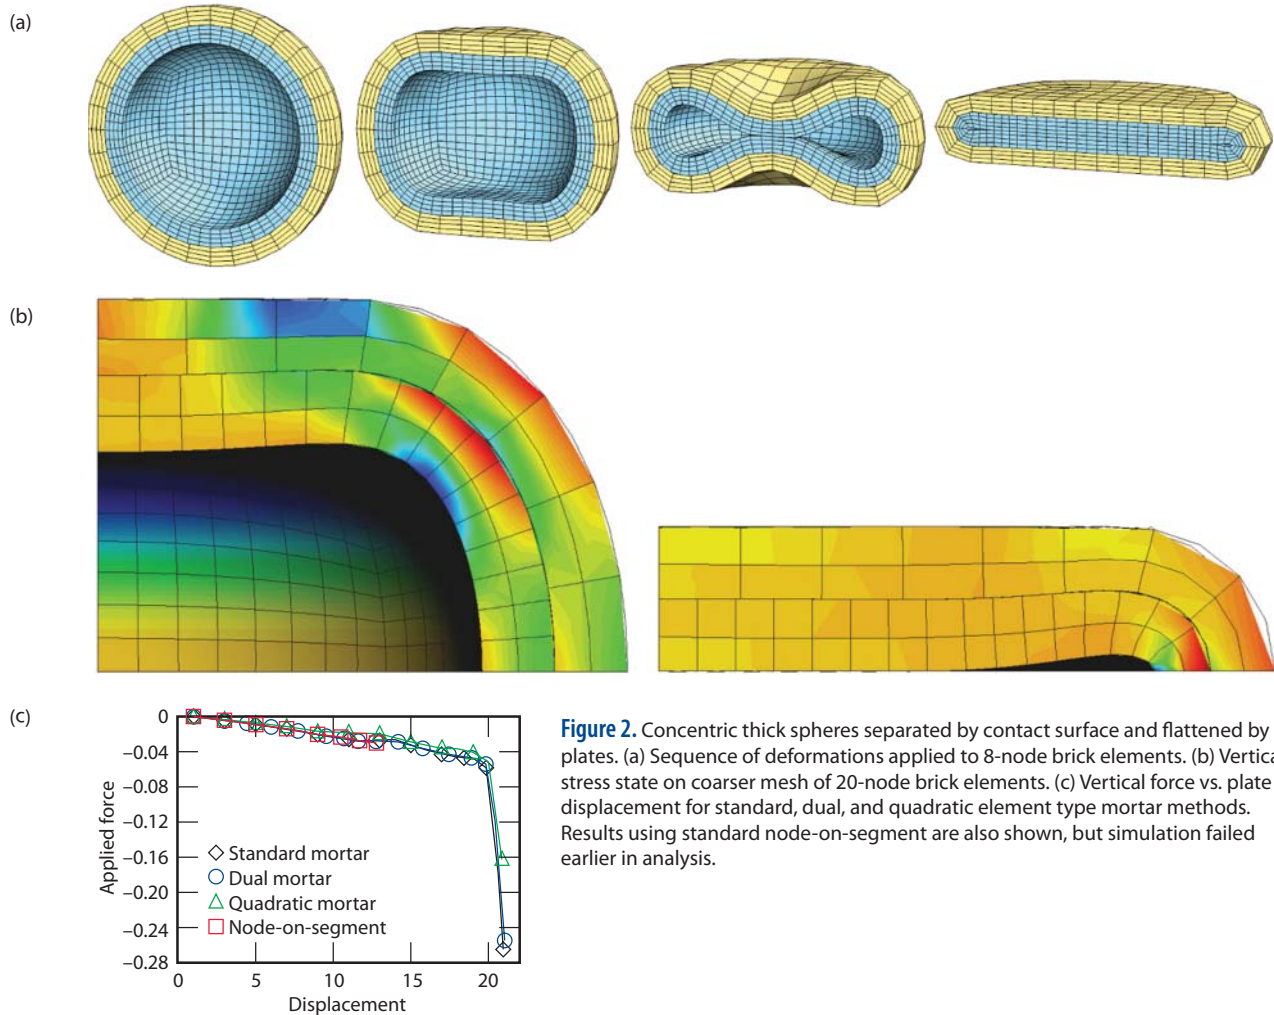 (a)
(b)
(c)
0
−0.04
−0.08
−0.12
−0.16
−0.20
−0.24
−0.28
Applied force
Standard mortar
Dual mortar
Quadratic mortar
Node-on-segment
0
5
10
15
20
Displacement
Figure 2. Concentric thick spheres separated by contact surface and flattened by
plates. (a) Sequence of deformations applied to 8-node brick elements. (b) Vertica
stress state on coarser mesh of 20-node brick elements. (c) Vertical force vs. plate
displacement for standard, dual, and quadratic element type mortar methods.
Results using standard node-on-segment are also shown, but simulation failed
earlier in analysis.